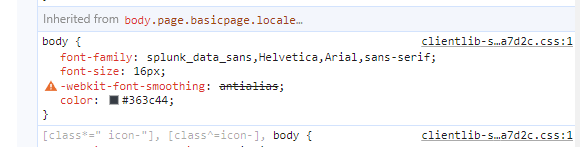 Inherited from body.page.basicpage.locale…
body { clientlib-s…a7d2c.css:1
font-family: splunk_data_sans,Helvetica,Arial,sans-serif;
font-size: 16px;
-webkit-font-smoothing: antialias;
color: #363c44;
}
[class*=" icon-"], [class^=icon-], body { clientlib-s…a7d2c.css:1